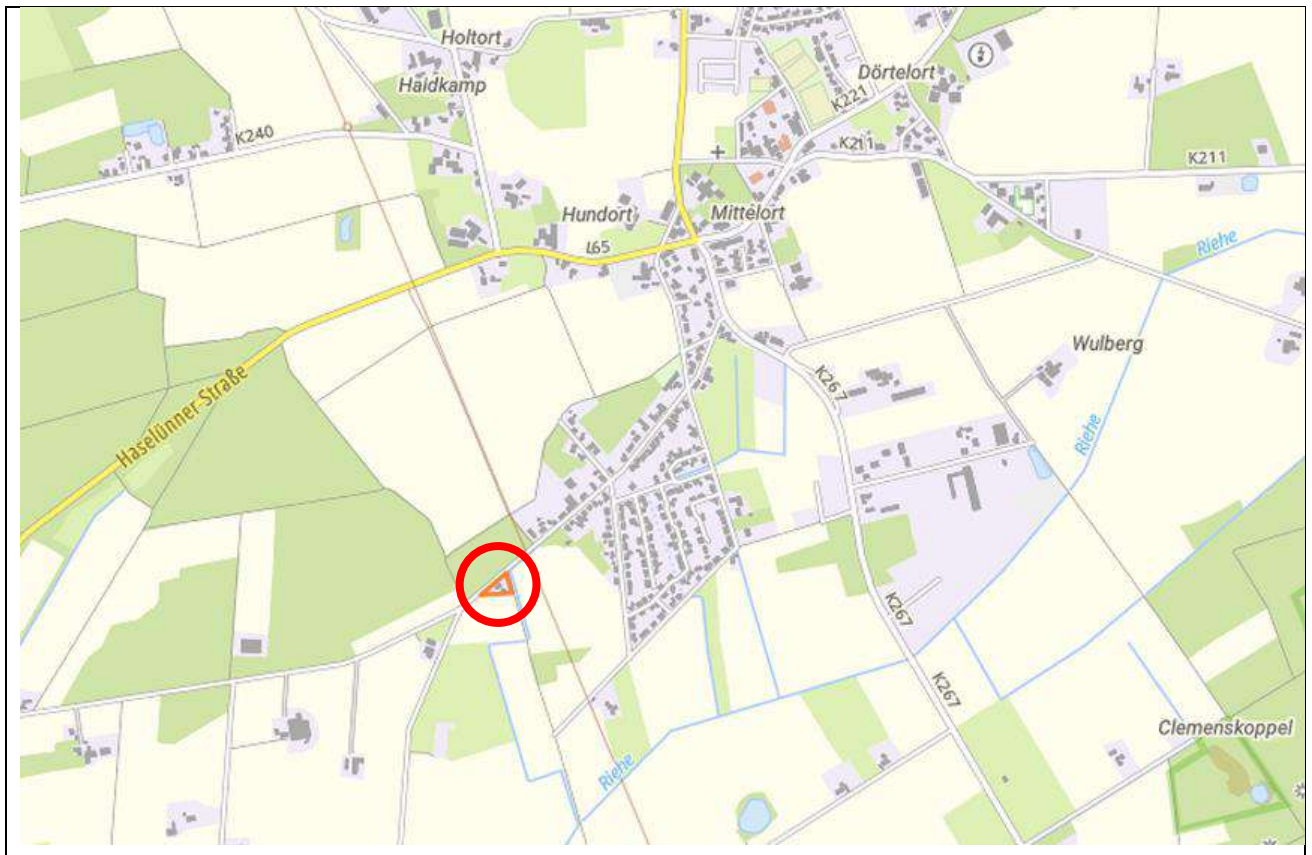 Holtort
Haidkamp
Dörtelort
K221
K240
K211
K211
Hundort
Mittelort
L65
Riehe
Wulberg
K267
Haselünner Straße
Riehe
K267
K267
Clemenskoppel
Riehe